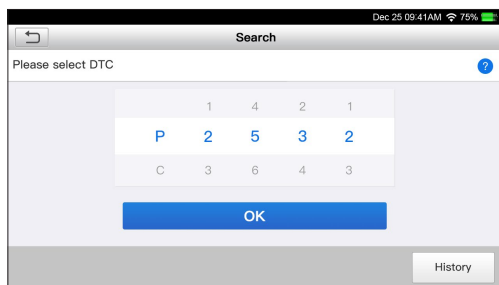 Dec 25 09:41AM 75%
Search
Please select DTC
?
1 4 2 1
P 2 5 3 2
C 3 6 4 3
OK
History